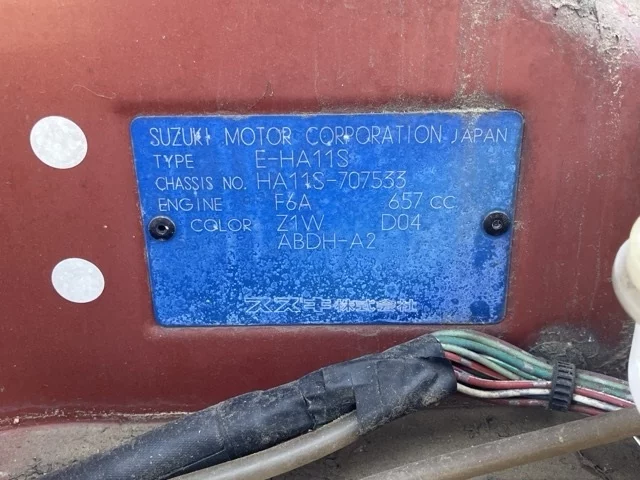 SUZUKI MOTOR CORPORATION JAPAN
TYPE E-HA11S
CHASSIS NO. HA11S-707533
ENGINE F6A 657 CC
COLOR Z1W D04
ABDH-A2
スズキ株式会社